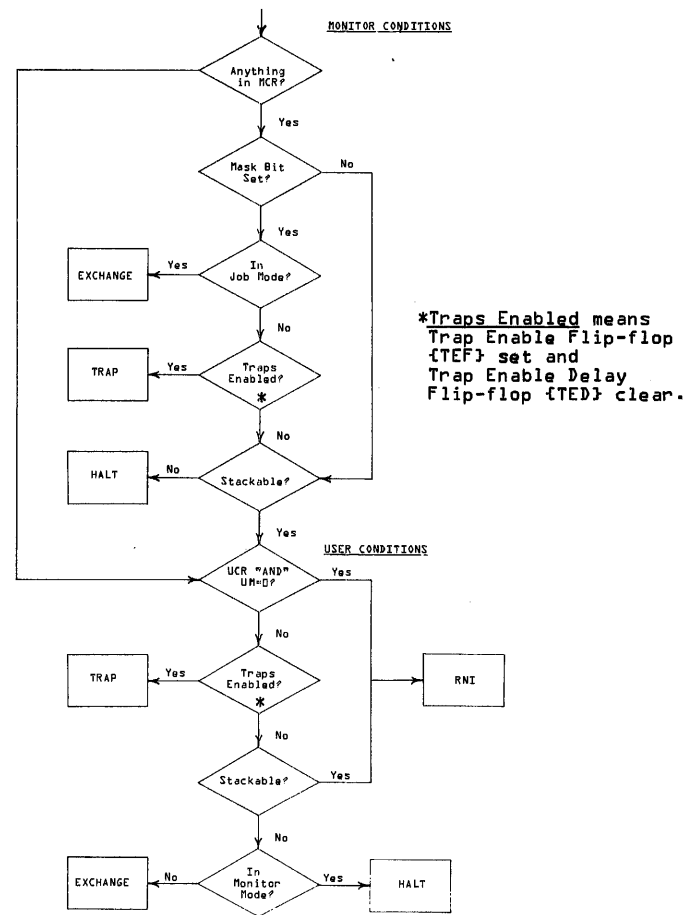 MONITOR CONDITIONS
Anything
in MCR?
Yes
Mask Bit
Set?
No
Yes
In
Job Mode?
Yes
EXCHANGE
No
*Traps Enabled means
Trap Enable Flip-flop
{TEF} set and
Trap Enable Delay
Flip-flop {TED} clear.
Traps
Enabled?
*
Yes
TRAP
No
Stackable?
No
HALT
Yes
USER CONDITIONS
UCR "AND"
UM=0?
Yes
No
Traps
Enabled?
*
Yes
TRAP
RNI
No
Stackable?
Yes
No
In
Monitor
Mode?
No
EXCHANGE
Yes
HALT